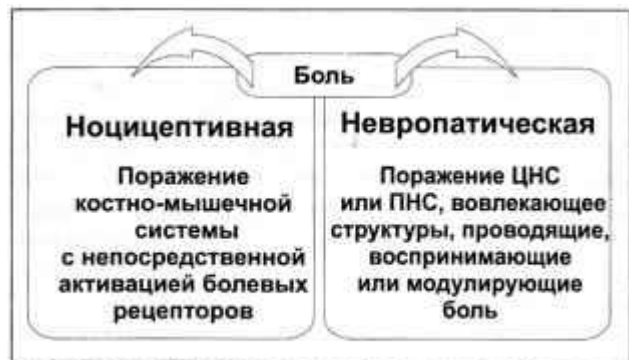 Боль
Ноцицептивная
Поражение
костно-мышечной
системы
с непосредственной
активацией болевых
рецепторов
Невропатическая
Поражение ЦНС
или ПНС, вовлекающее
структуры, проводящие,
воспринимающие
или модулирующие
боль